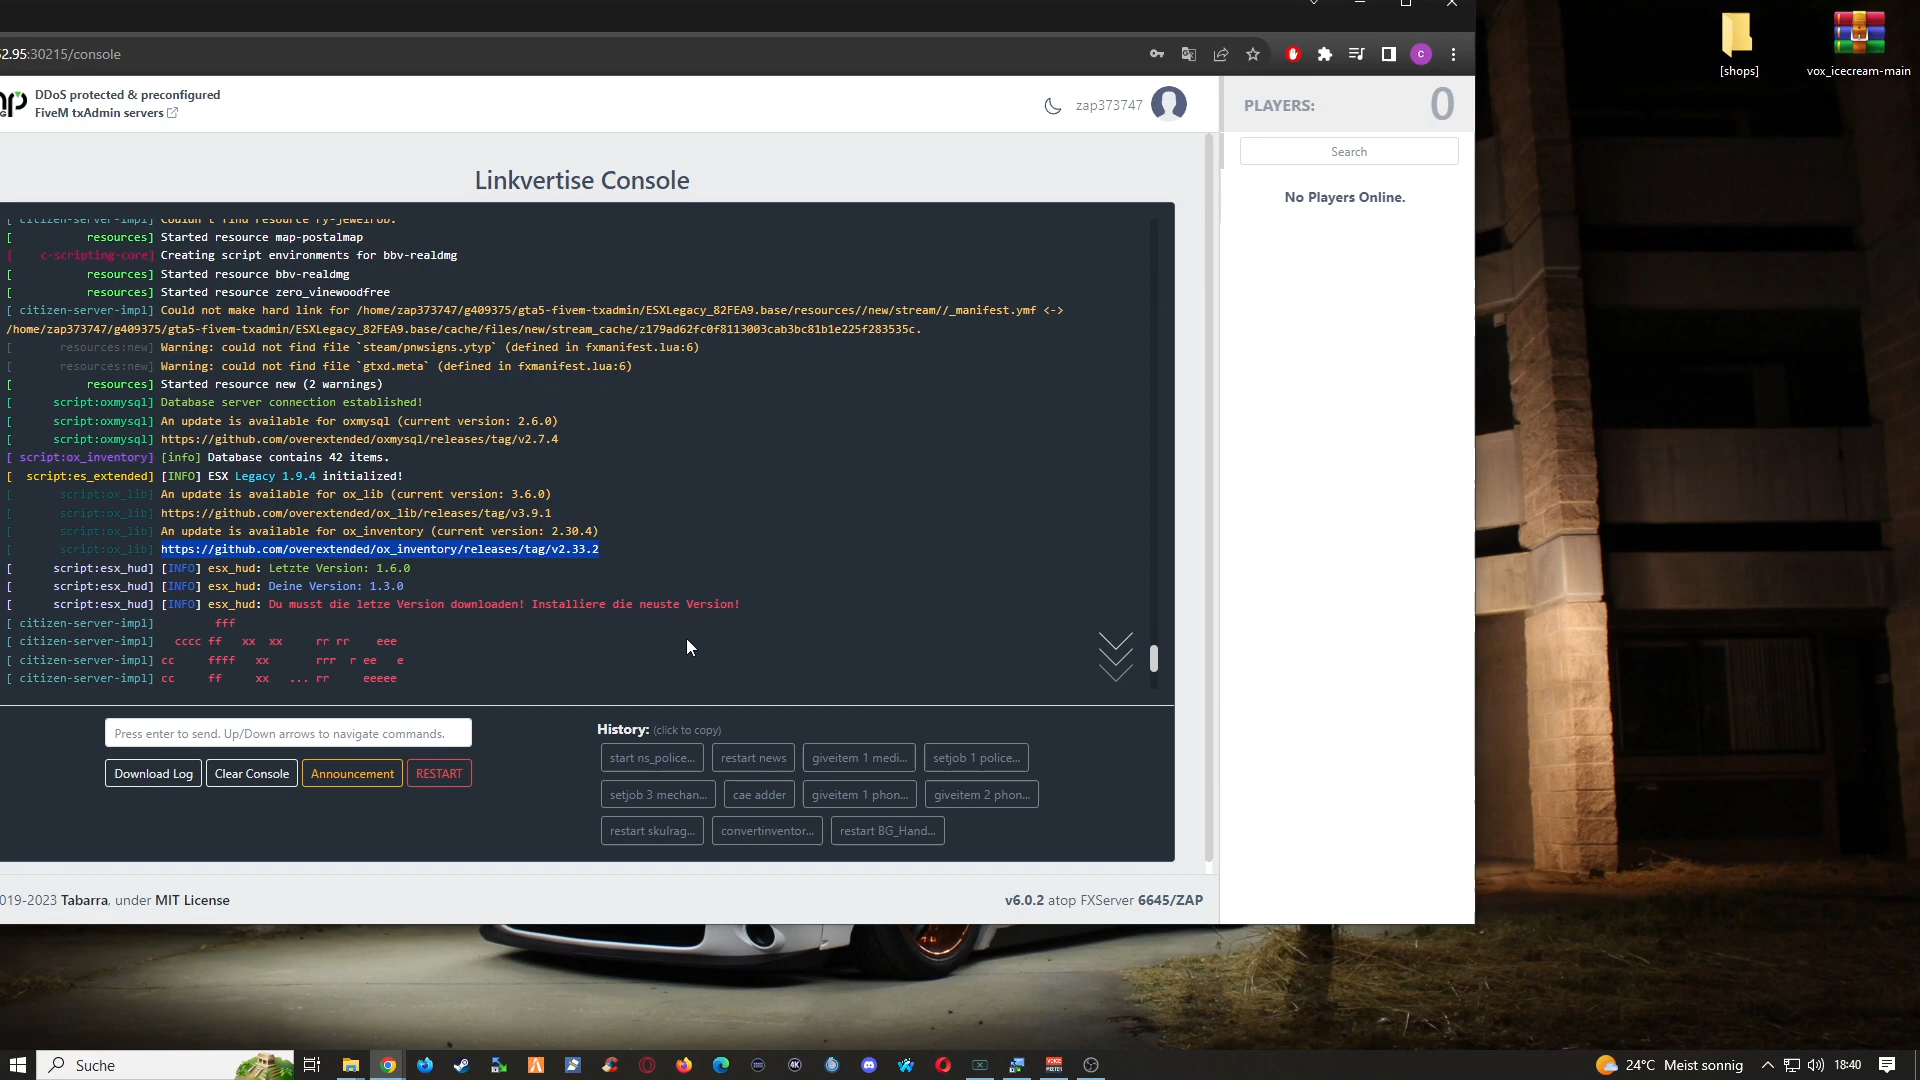 2.95:30215/console
[shops]
vox_icecream-main
DDoS protected & preconfigured
FiveM txAdmin servers
zap373747
PLAYERS:
0
Search
No Players Online.
Linkvertise Console
[ citizen-server-impl] Couldn't find resource ry-jewelrob.
[ resources] Started resource map-postalmap
[ c-scripting-core] Creating script environments for bbv-realdmg
[ resources] Started resource bbv-realdmg
[ resources] Started resource zero_vinewoodfree
[ citizen-server-impl] Could not make hard link for /home/zap373747/g409375/gta5-fivem-txadmin/ESXLegacy_82FEA9.base/resources//new/stream//_manifest.ymf <->
/home/zap373747/g409375/gta5-fivem-txadmin/ESXLegacy_82FEA9.base/cache/files/new/stream_cache/z179ad62fc0f8113003cab3bc81b1e225f283535c.
[ resources:new] Warning: could not find file `steam/pnwsigns.ytyp` (defined in fxmanifest.lua:6)
[ resources:new] Warning: could not find file `gtxd.meta` (defined in fxmanifest.lua:6)
[ resources] Started resource new (2 warnings)
[ script:oxmysql] Database server connection established!
[ script:oxmysql] An update is available for oxmysql (current version: 2.6.0)
[ script:oxmysql] https://github.com/overextended/oxmysql/releases/tag/v2.7.4
[ script:ox_inventory] [info] Database contains 42 items.
[ script:es_extended] [INFO] ESX Legacy 1.9.4 initialized!
[ script:ox_lib] An update is available for ox_lib (current version: 3.6.0)
[ script:ox_lib] https://github.com/overextended/ox_lib/releases/tag/v3.9.1
[ script:ox_lib] An update is available for ox_inventory (current version: 2.30.4)
[ script:ox_lib] https://github.com/overextended/ox_inventory/releases/tag/v2.33.2
[ script:esx_hud] [INFO] esx_hud: Letzte Version: 1.6.0
[ script:esx_hud] [INFO] esx_hud: Deine Version: 1.3.0
[ script:esx_hud] [INFO] esx_hud: Du musst die letze Version downloaden! Installiere die neuste Version!
[ citizen-server-impl] fff
[ citizen-server-impl] cccc ff xx xx rr rr eee
[ citizen-server-impl] cc ffff xx rrr r ee e
[ citizen-server-impl] cc ff xx ... rr eeeee
Press enter to send. Up/Down arrows to navigate commands.
Download Log Clear Console Announcement RESTART
History: (click to copy)
start ns_police... restart news giveitem 1 medi... setjob 1 police...
setjob 3 mechan... cae adder giveitem 1 phon... giveitem 2 phon...
restart skulrag... convertinventor... restart BG_Hand...
019-2023 Tabarra, under MIT License
v6.0.2 atop FXServer 6645/ZAP
Suche
24°C Meist sonnig
18:40